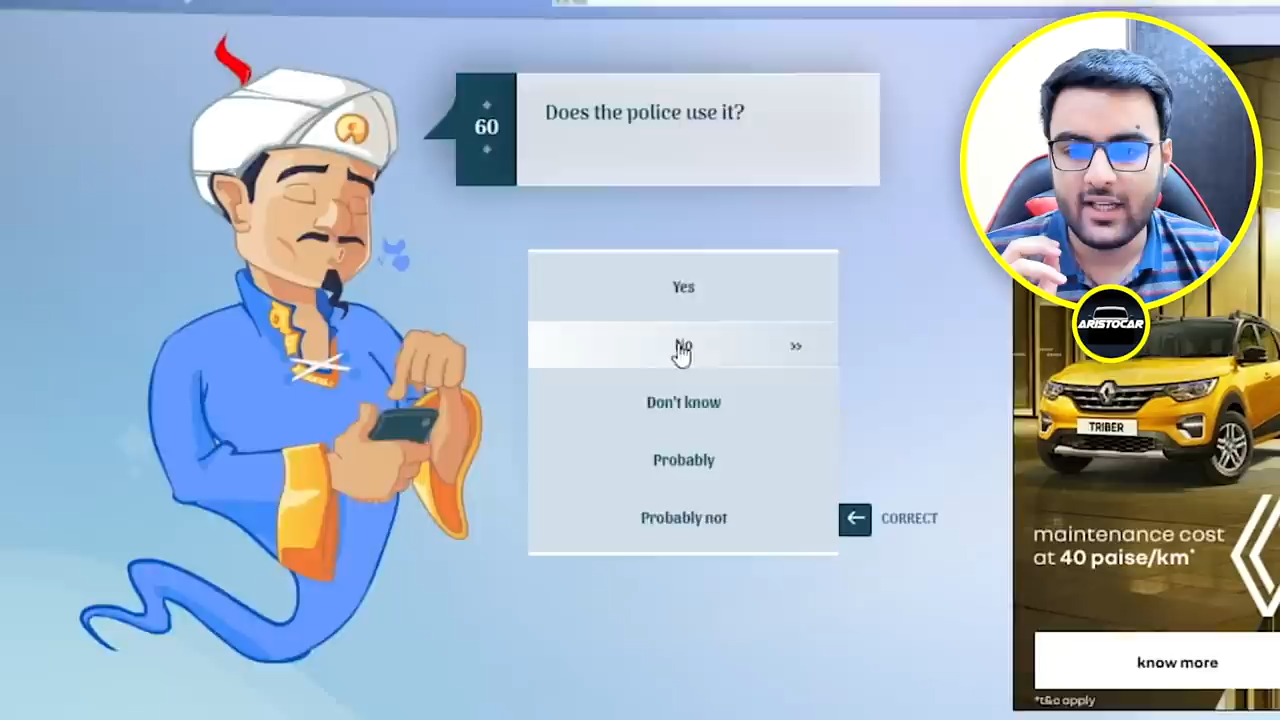 60
Does the police use it?
Yes
No
Don't know
Probably
Probably not
CORRECT
ARISTOCAR
TRIBER
maintenance cost
at 40 paise/km*
know more
*t&c apply